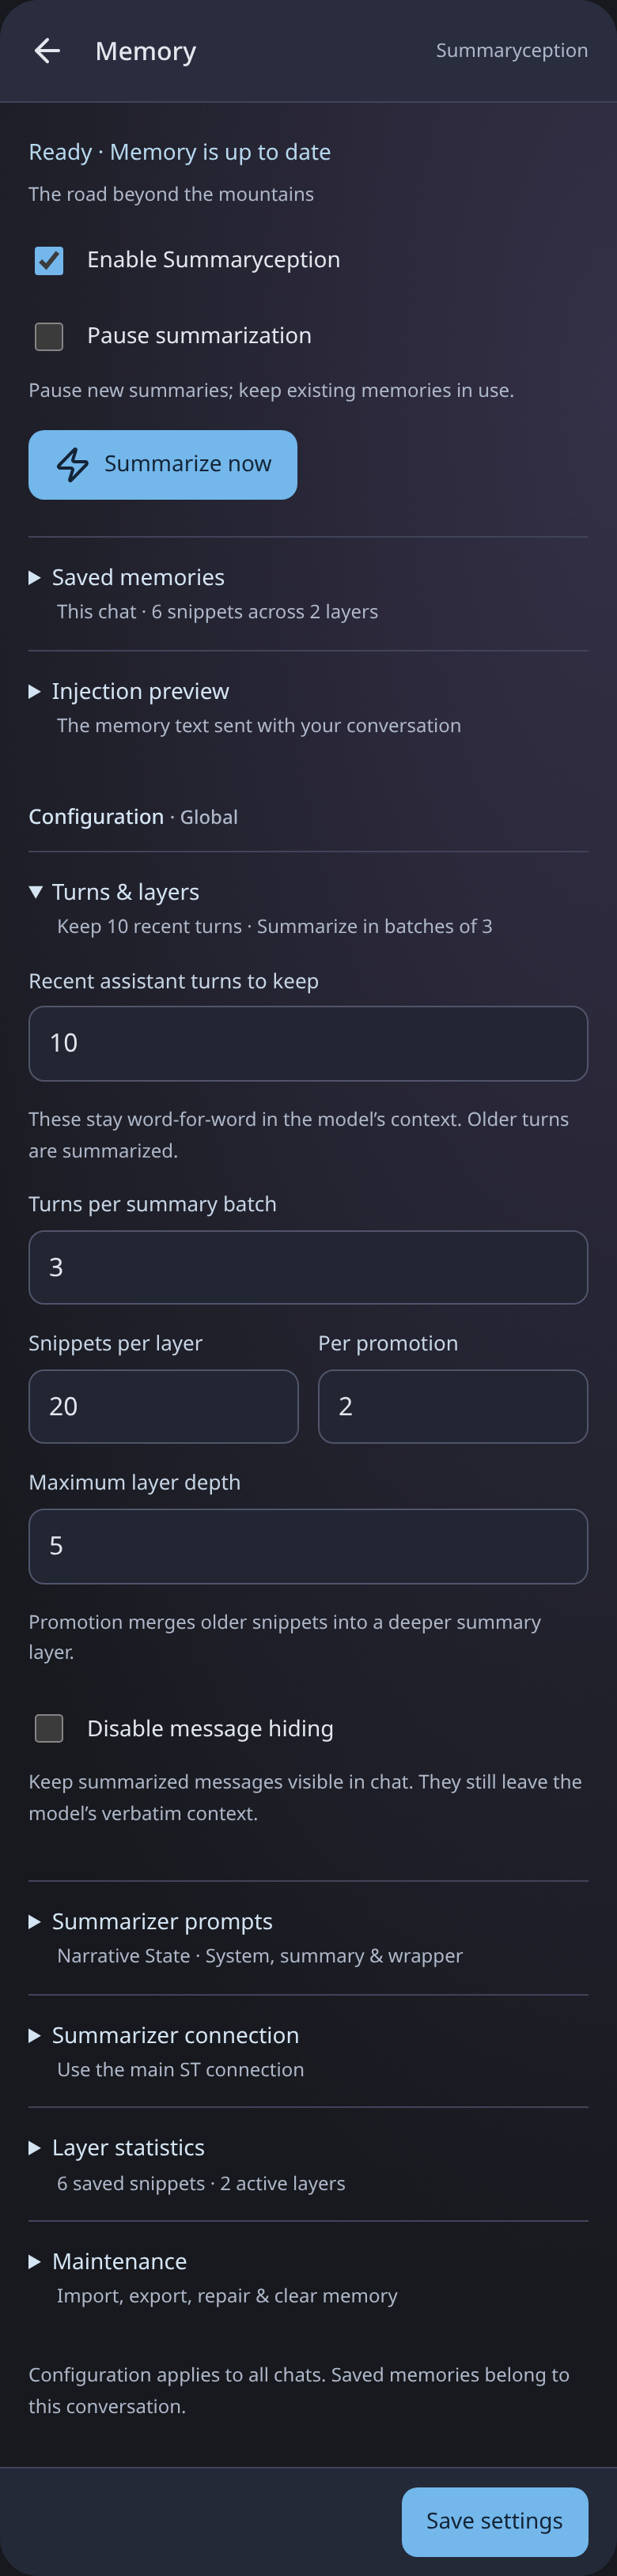 Memory
Summaryception
Ready · Memory is up to date
The road beyond the mountains
Enable Summaryception
Pause summarization
Pause new summaries; keep existing memories in use.
Summarize now
Saved memories
This chat · 6 snippets across 2 layers
Injection preview
The memory text sent with your conversation
Configuration · Global
Turns & layers
Keep 10 recent turns · Summarize in batches of 3
Recent assistant turns to keep
10
These stay word-for-word in the model’s context. Older turns
are summarized.
Turns per summary batch
3
Snippets per layer
Per promotion
20
2
Maximum layer depth
5
Promotion merges older snippets into a deeper summary
layer.
Disable message hiding
Keep summarized messages visible in chat. They still leave the
model’s verbatim context.
Summarizer prompts
Narrative State · System, summary & wrapper
Summarizer connection
Use the main ST connection
Layer statistics
6 saved snippets · 2 active layers
Maintenance
Import, export, repair & clear memory
Configuration applies to all chats. Saved memories belong to
this conversation.
Save settings